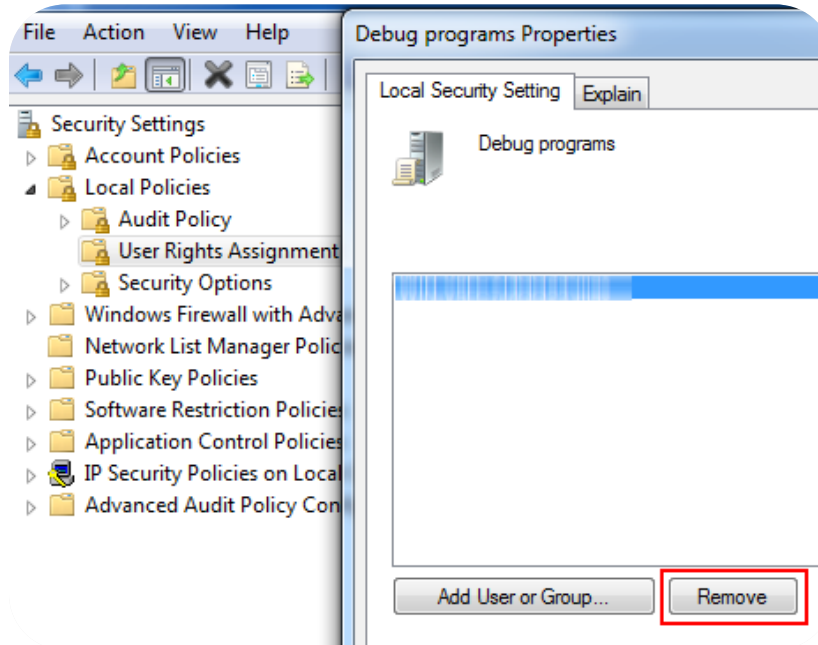 File Action View Help
Security Settings
Account Policies
Local Policies
Audit Policy
User Rights Assignment
Security Options
Windows Firewall with Adva
Network List Manager Polic
Public Key Policies
Software Restriction Policies
Application Control Policies
IP Security Policies on Local
Advanced Audit Policy Con
Debug programs Properties
Local Security Setting Explain
Debug programs
Add User or Group... Remove